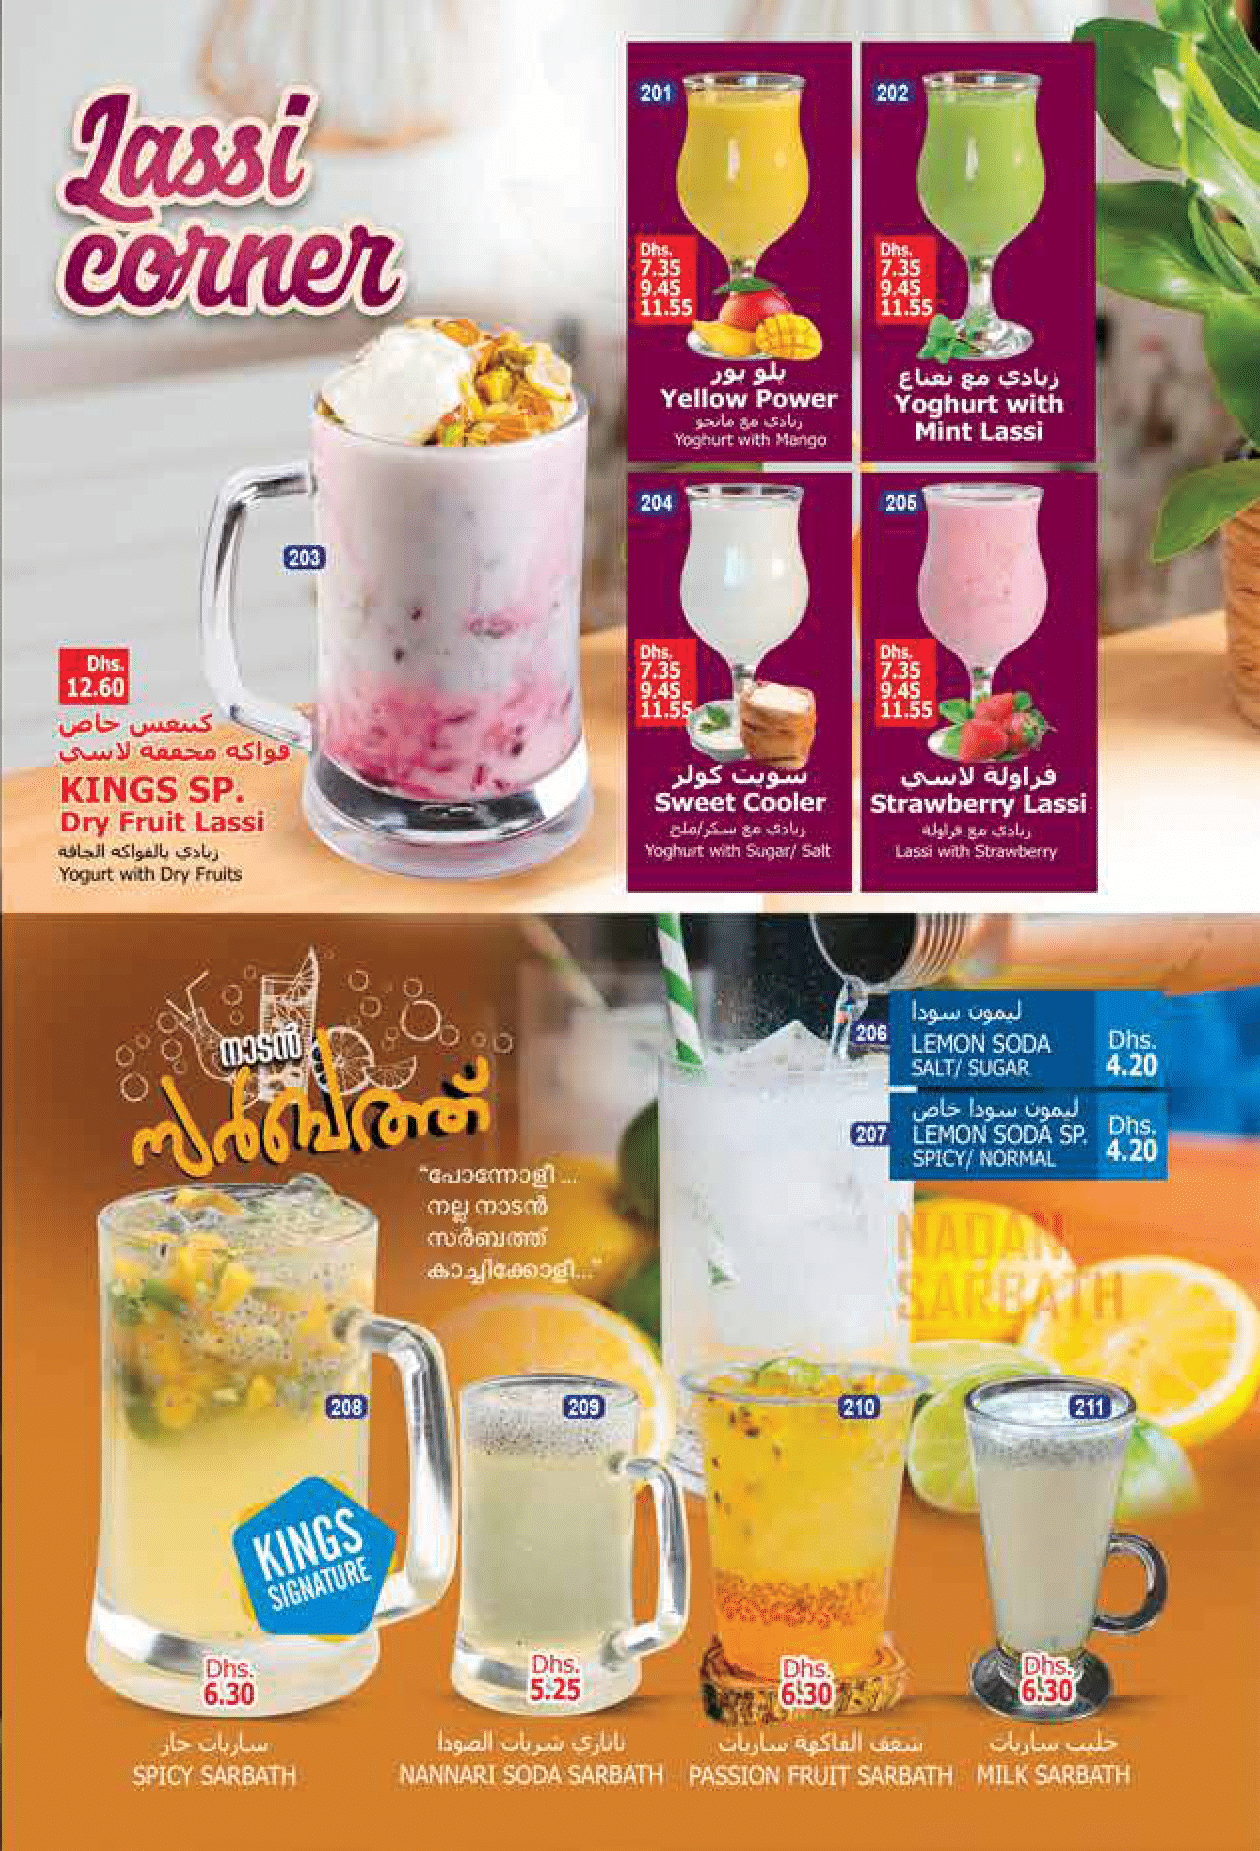 Lassi
corner
201
Dhs.
7.35
9.45
11.55
يلو بور
Yellow Power
زبادي مع مانجو
Yoghurt with Mango
202
Dhs.
7.35
9.45
11.55
زبادي مع نعناع
Yoghurt with
Mint Lassi
203
Dhs.
12.60
كينغس خاص
فواكه مجففه لاسي
KINGS SP.
Dry Fruit Lassi
زبادي بالفواكه الجافة
Yogurt with Dry Fruits
204
Dhs.
7.35
9.45
11.55
سويت كولر
Sweet Cooler
زبادي مع سكر/ملح
Yoghurt with Sugar/ Salt
205
Dhs.
7.35
9.45
11.55
فراولة لاسي
Strawberry Lassi
زبادي مع فراولة
Lassi with Strawberry
നാടൻ
സർബത്ത്
"പോന്നോളീ...
നല്ല നാടൻ
സർബത്ത്
കാച്ചിക്കോളി..."
206
ليمون سودا
LEMON SODA
SALT/ SUGAR
Dhs.
4.20
207
ليمون سودا خاص
LEMON SODA SP.
SPICY/ NORMAL
Dhs.
4.20
NADAN
SARBATH
208
KINGS
SIGNATURE
Dhs.
6.30
ساربات حار
SPICY SARBATH
209
Dhs.
5.25
ناناري شربات الصودا
NANNARI SODA SARBATH
210
Dhs.
6.30
شغف الفاكهة ساربات
PASSION FRUIT SARBATH
211
Dhs.
6.30
حليب ساربات
MILK SARBATH